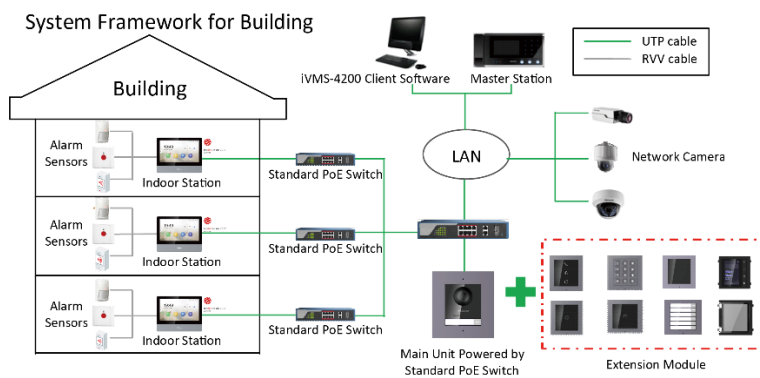 System Framework for Building
UTP cable
RVV cable
iVMS-4200 Client Software
Master Station
Building
LAN
Network Camera
Alarm
Sensors
Indoor Station
Standard PoE Switch
Alarm
Sensors
Indoor Station
Standard PoE Switch
Alarm
Sensors
Indoor Station
Standard PoE Switch
Main Unit Powered by
Standard PoE Switch
Extension Module